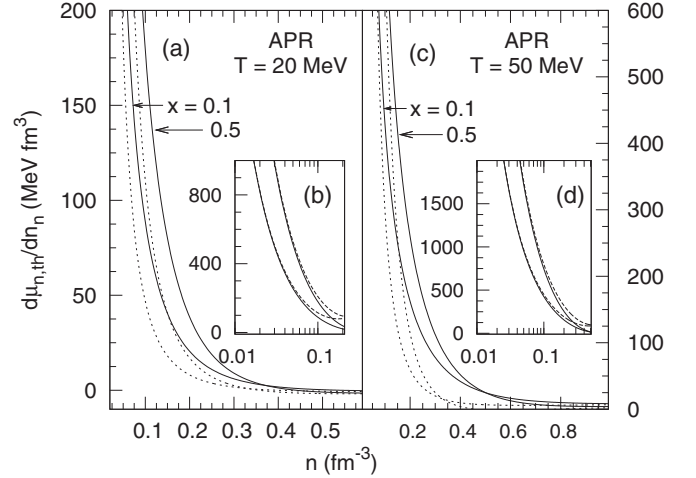 200
150
100
50
0
dμn,th/dnn (MeV fm³)
(a)
APR
T = 20 MeV
x = 0.1
0.5
(b)
800
400
0
0.01
0.1
0.1
0.2
0.3
0.4
0.5
(c)
APR
T = 50 MeV
x = 0.1
0.5
(d)
1500
1000
500
0
0.01
0.1
0.2
0.4
0.6
0.8
600
500
400
300
200
100
0
n (fm⁻³)